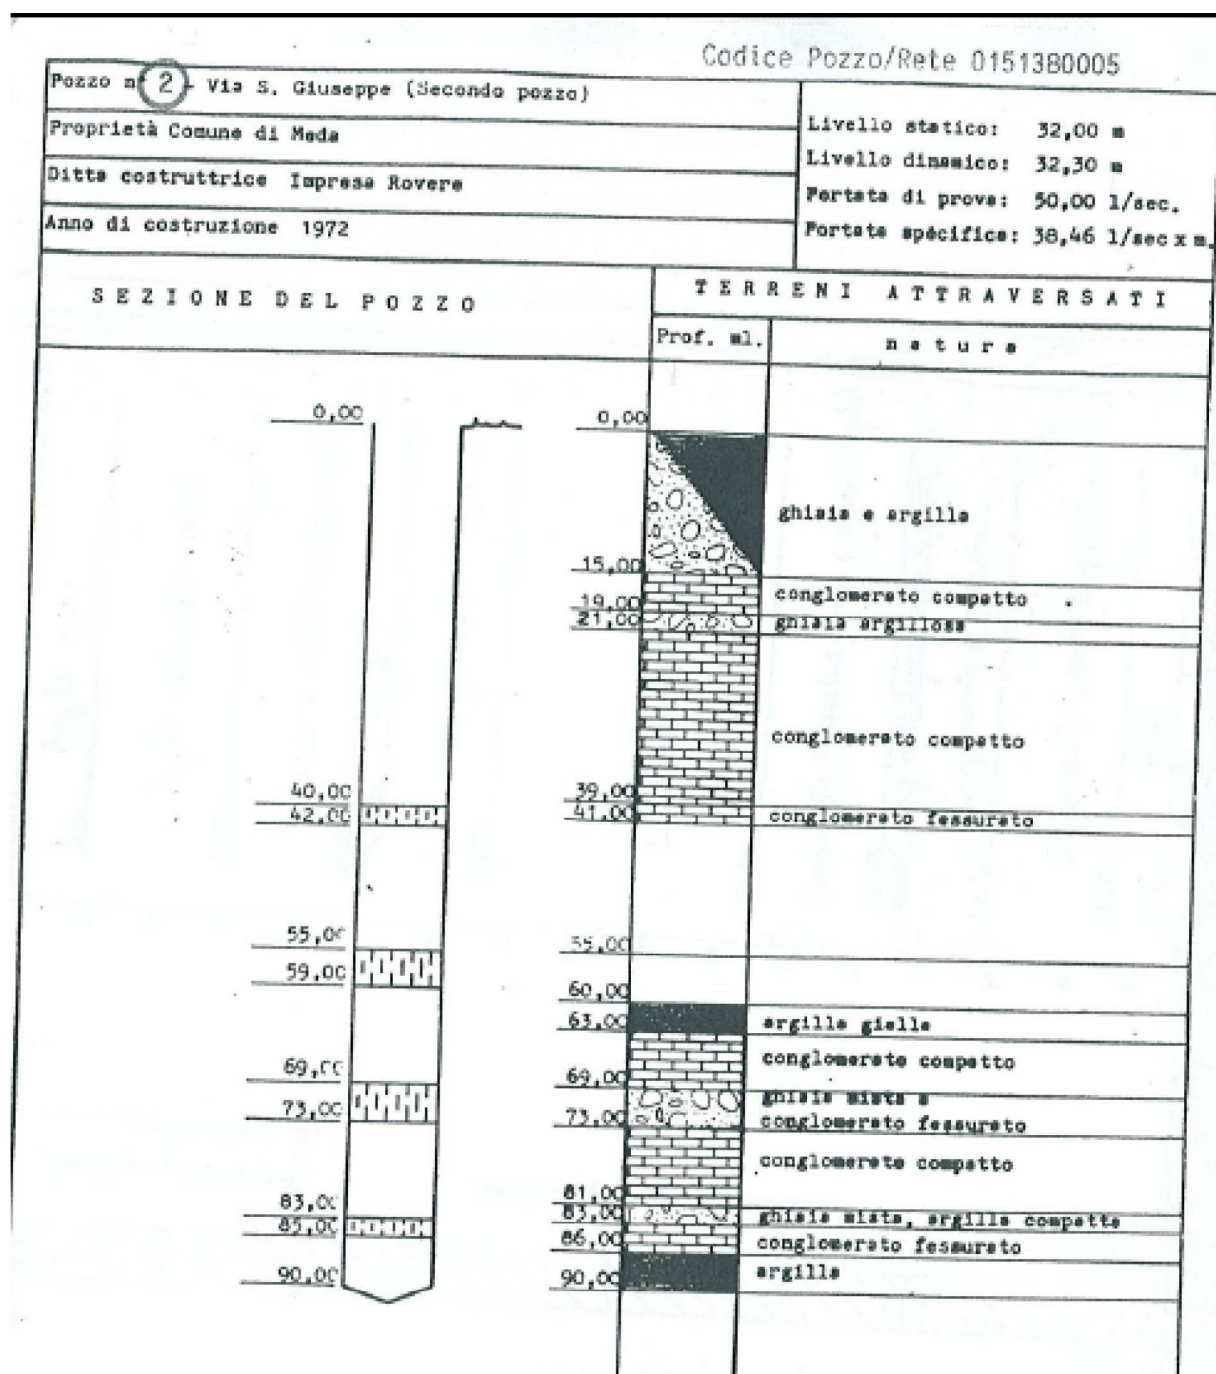 Codice Pozzo/Rete 0151380005
Pozzo n° 2 - Via S. Giuseppe (Secondo pozzo)
Proprietà Comune di Meda
Ditta costruttrice Impresa Rovere
Anno di costruzione 1972
Livello statico: 32,00 m
Livello dinamico: 32,30 m
Portata di prova: 50,00 l/sec.
Portata spècifica: 38,46 l/sec x m.
SEZIONE DEL POZZO
TERRENI ATTRAVERSATI
Prof. ml.
natura
0,00
0,00
ghiaia e argilla
15,00
conglomerato compatto
19,00
21,00
ghiaia argillosa
conglomerato compatto
40,00
39,00
42,00
41,00
conglomerato fessurato
55,00
55,00
59,00
60,00
63,00
argilla gialla
conglomerato compatto
69,00
69,00
ghiaia mista a
73,00
73,00
conglomerato fessurato
conglomerato compatto
81,00
83,00
83,00
ghiaia mista, argilla compatta
85,00
86,00
conglomerato fessurato
90,00
90,00
argilla